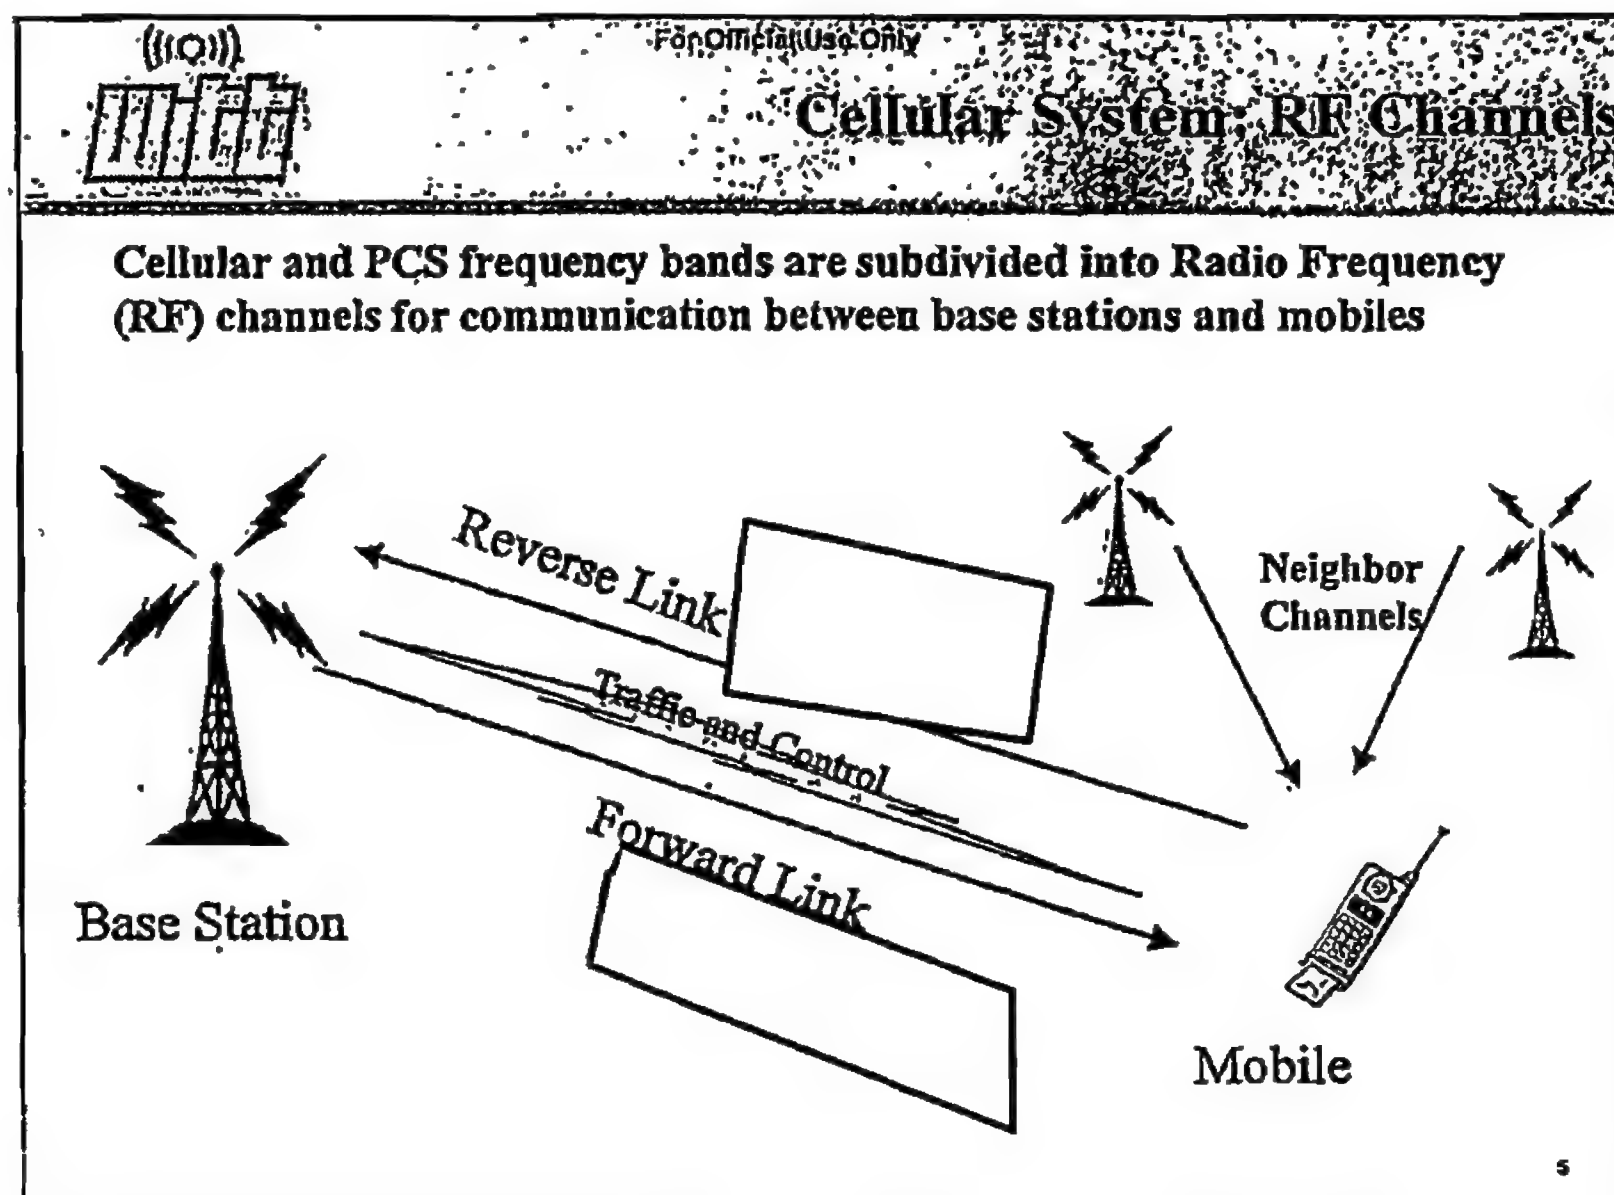 For Official Use Only
Cellular System: RF Channels
Cellular and PCS frequency bands are subdivided into Radio Frequency
(RF) channels for communication between base stations and mobiles
Reverse Link
Neighbor
Channels
Traffic and Control
Forward Link
Base Station
Mobile
5